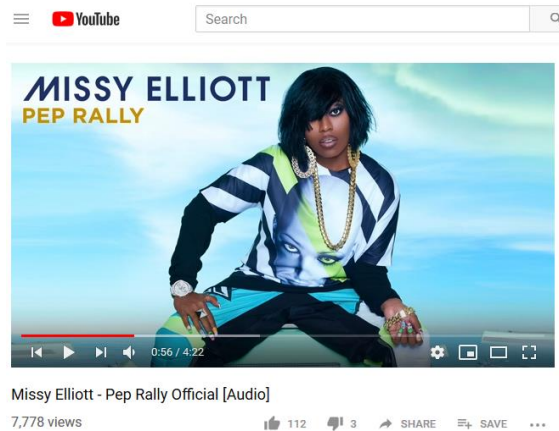 YouTube
Search
MISSY ELLIOTT
PEP RALLY
0:56 / 4:22
Missy Elliott - Pep Rally Official [Audio]
7,778 views
112
3
SHARE
SAVE